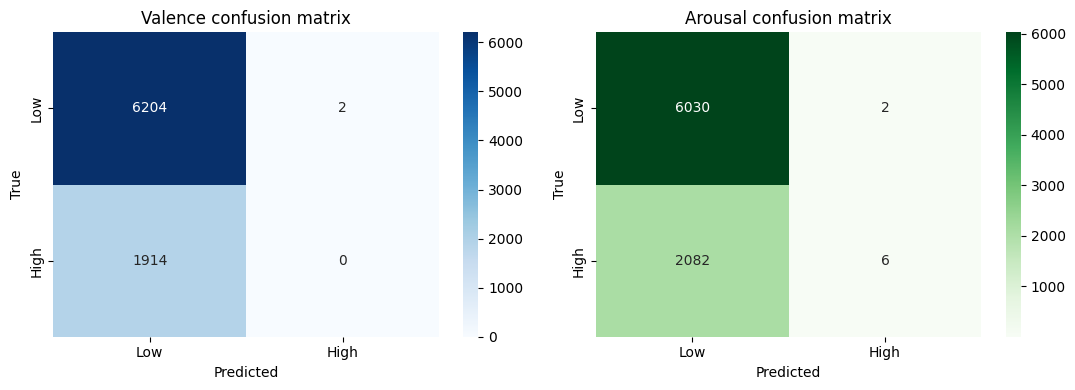 Valence confusion matrix
True
Low
High
6204
2
1914
0
Low
High
Predicted
6000
5000
4000
3000
2000
1000
0
Arousal confusion matrix
True
Low
High
6030
2
2082
6
Low
High
Predicted
6000
5000
4000
3000
2000
1000